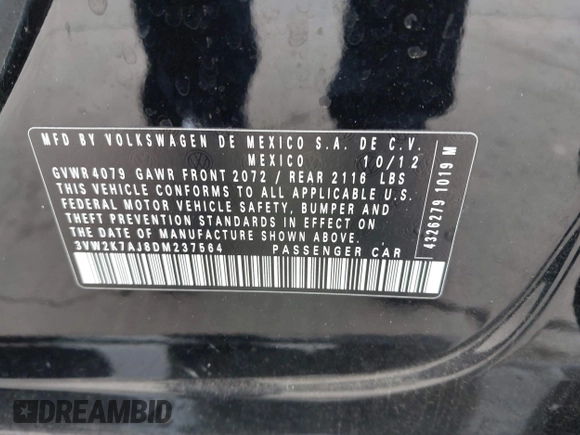 MFD BY VOLKSWAGEN DE MEXICO S.A. DE C.V.
MEXICO 10/12
GVWR 4079 GAWR FRONT 2072 / REAR 2116 LBS
THIS VEHICLE CONFORMS TO ALL APPLICABLE U.S.
FEDERAL MOTOR VEHICLE SAFETY, BUMPER AND
THEFT PREVENTION STANDARDS IN EFFECT ON
THE DATE OF MANUFACTURE SHOWN ABOVE.
3VW2K7AJ8DM237564 PASSENGER CAR
4326279 1019 M
DREAMBID